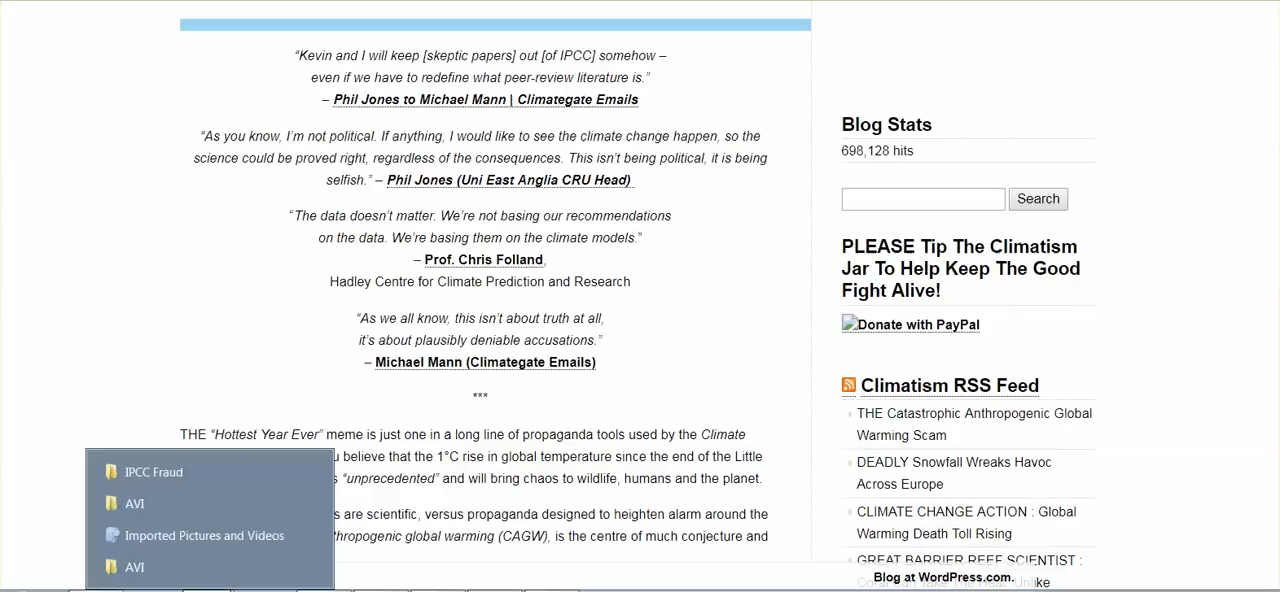 “Kevin and I will keep [skeptic papers] out [of IPCC] somehow –
even if we have to redefine what peer-review literature is.”
– Phil Jones to Michael Mann | Climategate Emails
“As you know, I’m not political. If anything, I would like to see the climate change happen, so the
science could be proved right, regardless of the consequences. This isn’t being political, it is being
selfish.” – Phil Jones (Uni East Anglia CRU Head)
“The data doesn’t matter. We’re not basing our recommendations
on the data. We’re basing them on the climate models.”
– Prof. Chris Folland,
Hadley Centre for Climate Prediction and Research
“As we all know, this isn’t about truth at all,
it’s about plausibly deniable accusations.”
– Michael Mann (Climategate Emails)
***
THE “Hottest Year Ever” meme is just one in a long line of propaganda tools used by the Climate
believe that the 1°C rise in global temperature since the end of the Little
“unprecedented” and will bring chaos to wildlife, humans and the planet.
are scientific, versus propaganda designed to heighten alarm around the
(CAGW), is the centre of much conjecture and
IPCC Fraud
AVI
Imported Pictures and Videos
AVI
Blog Stats
698,128 hits
Search
PLEASE Tip The Climatism
Jar To Help Keep The Good
Fight Alive!
Donate with PayPal
Climatism RSS Feed
THE Catastrophic Anthropogenic Global
Warming Scam
DEADLY Snowfall Wreaks Havoc
Across Europe
CLIMATE CHANGE ACTION : Global
Warming Death Toll Rising
GREAT BARRIER REEF SCIENTIST :
Blog at WordPress.com.